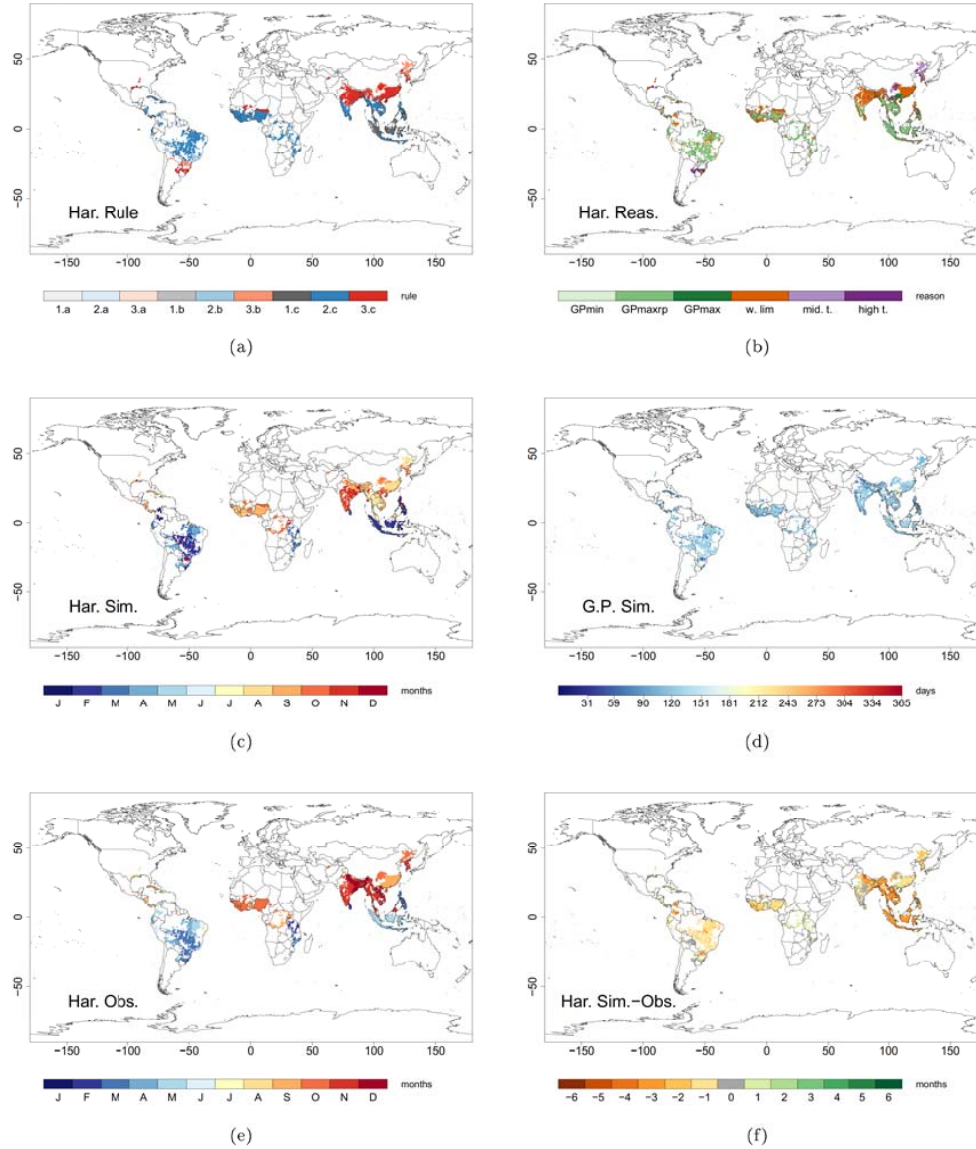 50
0
−50
Har. Rule
−150 −100 −50 0 50 100 150
rule
1.a 2.a 3.a 1.b 2.b 3.b 1.c 2.c 3.c
(a)
50
0
−50
Har. Reas.
−150 −100 −50 0 50 100 150
reason
GPmin GPmaxrp GPmax w. lim mid. t. high t.
(b)
50
0
−50
Har. Sim.
−150 −100 −50 0 50 100 150
months
J F M A M J J A S O N D
(c)
50
0
−50
G.P. Sim.
−150 −100 −50 0 50 100 150
days
31 59 90 120 151 181 212 243 273 304 334 365
(d)
50
0
−50
Har. Obs.
−150 −100 −50 0 50 100 150
months
J F M A M J J A S O N D
(e)
50
0
−50
Har. Sim.−Obs.
−150 −100 −50 0 50 100 150
months
−6 −5 −4 −3 −2 −1 0 1 2 3 4 5 6
(f)